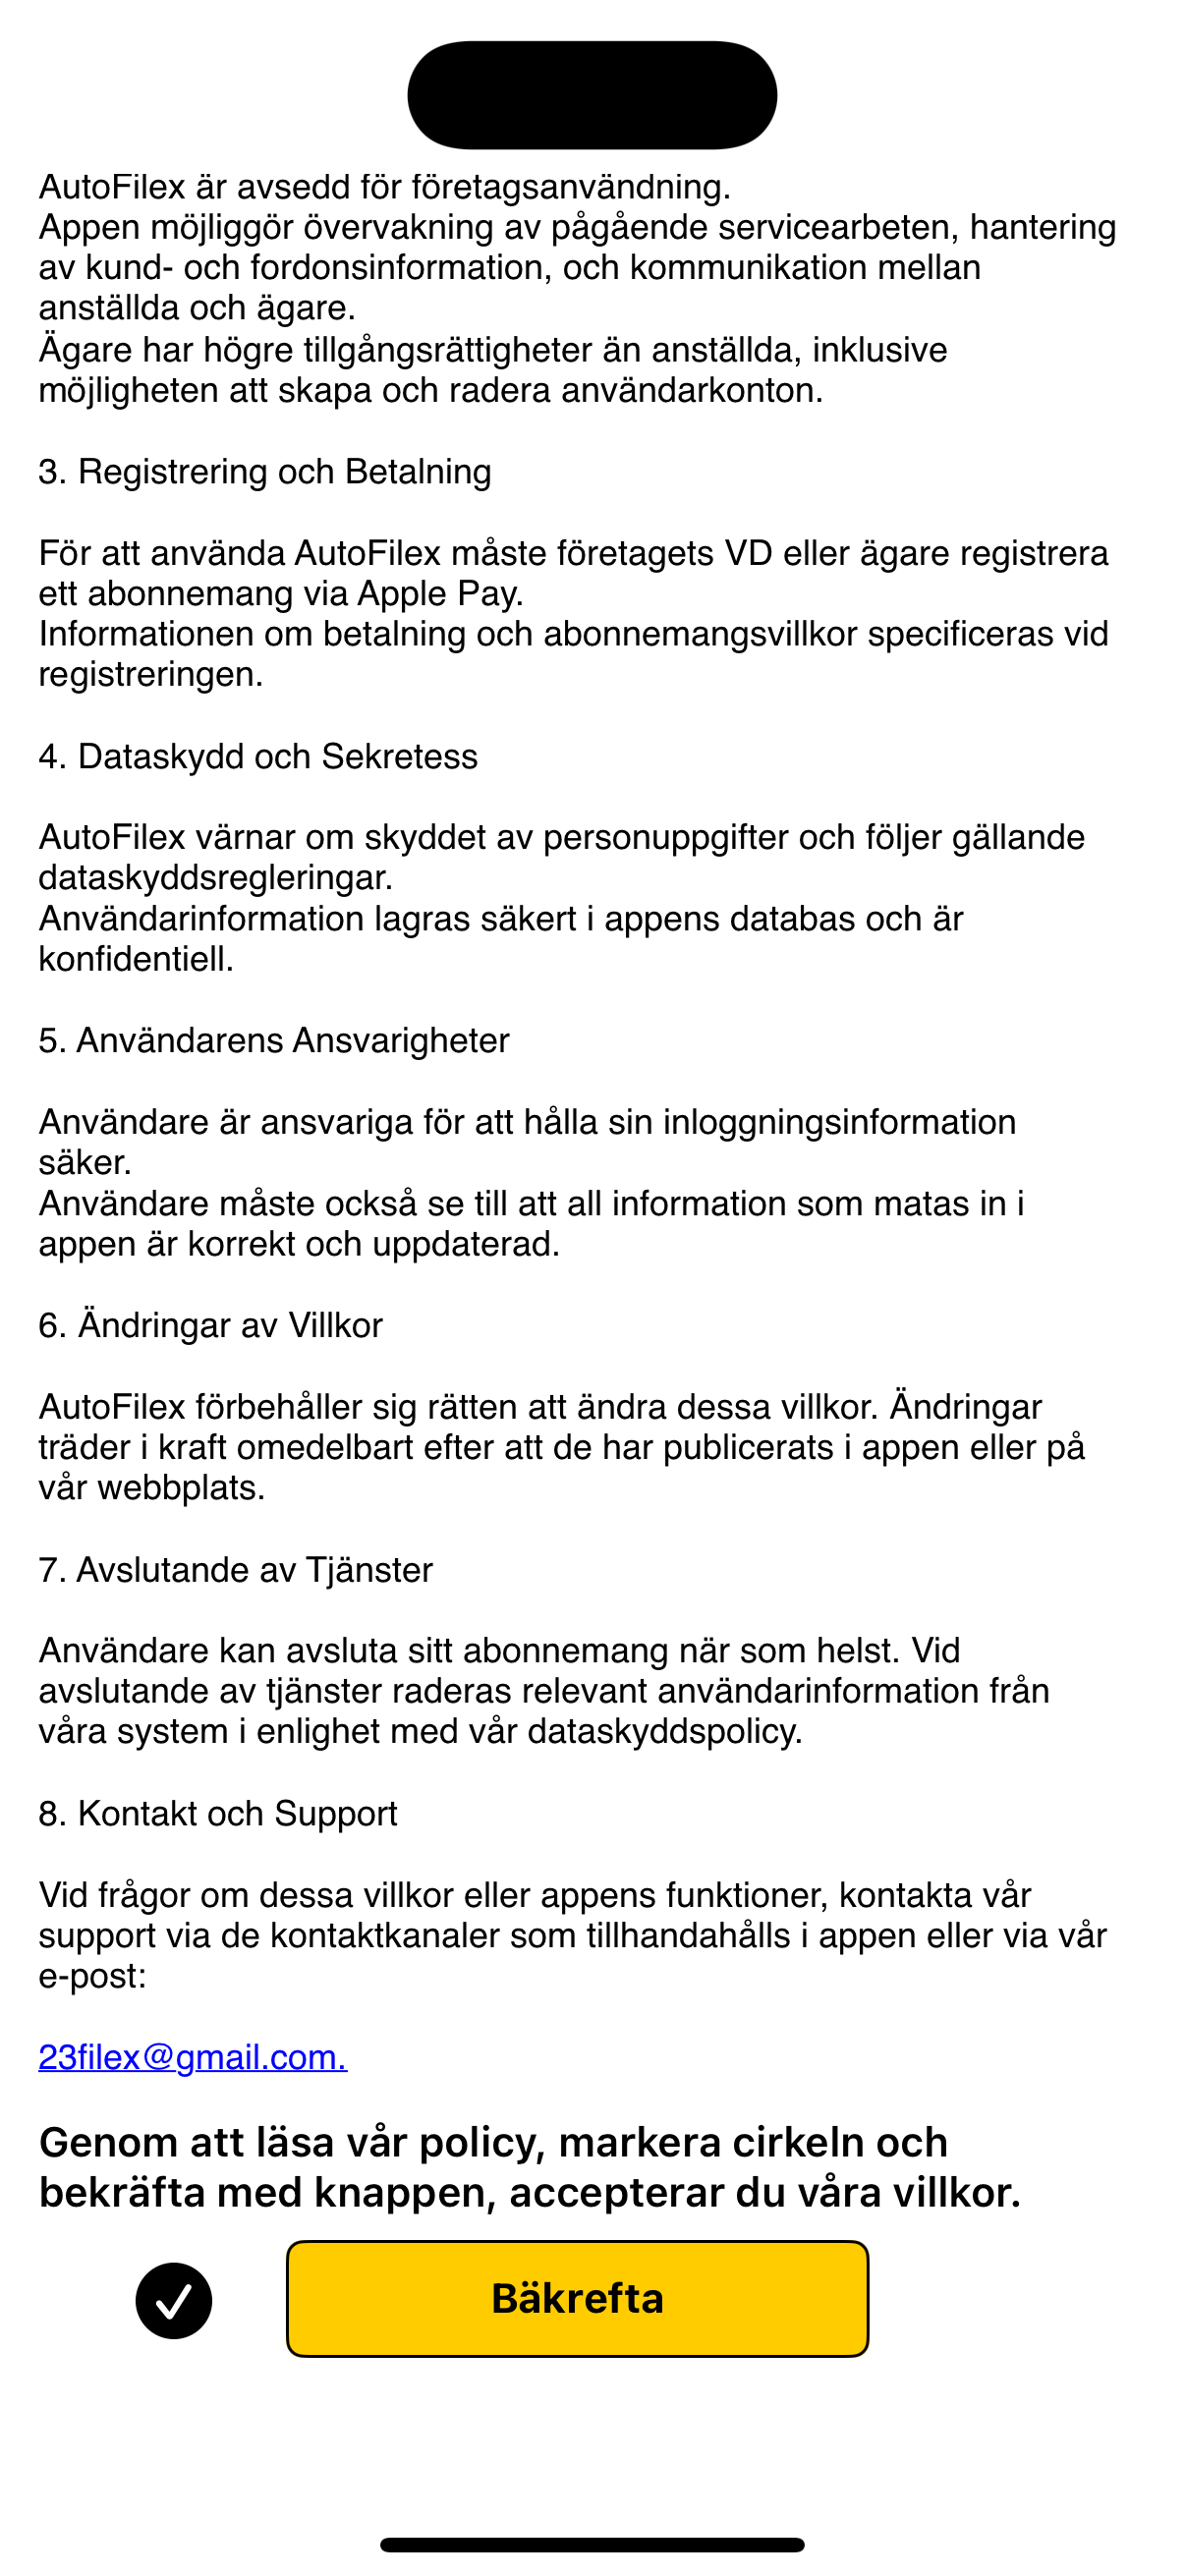 AutoFilex är avsedd för företagsanvändning.
Appen möjliggör övervakning av pågående servicearbeten, hantering
av kund- och fordonsinformation, och kommunikation mellan
anställda och ägare.
Ägare har högre tillgångsrättigheter än anställda, inklusive
möjligheten att skapa och radera användarkonton.
3. Registrering och Betalning
För att använda AutoFilex måste företagets VD eller ägare registrera
ett abonnemang via Apple Pay.
Informationen om betalning och abonnemangsvillkor specificeras vid
registreringen.
4. Dataskydd och Sekretess
AutoFilex värnar om skyddet av personuppgifter och följer gällande
dataskyddsregleringar.
Användarinformation lagras säkert i appens databas och är
konfidentiell.
5. Användarens Ansvarigheter
Användare är ansvariga för att hålla sin inloggningsinformation
säker.
Användare måste också se till att all information som matas in i
appen är korrekt och uppdaterad.
6. Ändringar av Villkor
AutoFilex förbehåller sig rätten att ändra dessa villkor. Ändringar
träder i kraft omedelbart efter att de har publicerats i appen eller på
vår webbplats.
7. Avslutande av Tjänster
Användare kan avsluta sitt abonnemang när som helst. Vid
avslutande av tjänster raderas relevant användarinformation från
våra system i enlighet med vår dataskyddspolicy.
8. Kontakt och Support
Vid frågor om dessa villkor eller appens funktioner, kontakta vår
support via de kontaktkanaler som tillhandahålls i appen eller via vår
e-post:
23filex@gmail.com.
Genom att läsa vår policy, markera cirkeln och
bekräfta med knappen, accepterar du våra villkor.
Bäkrefta